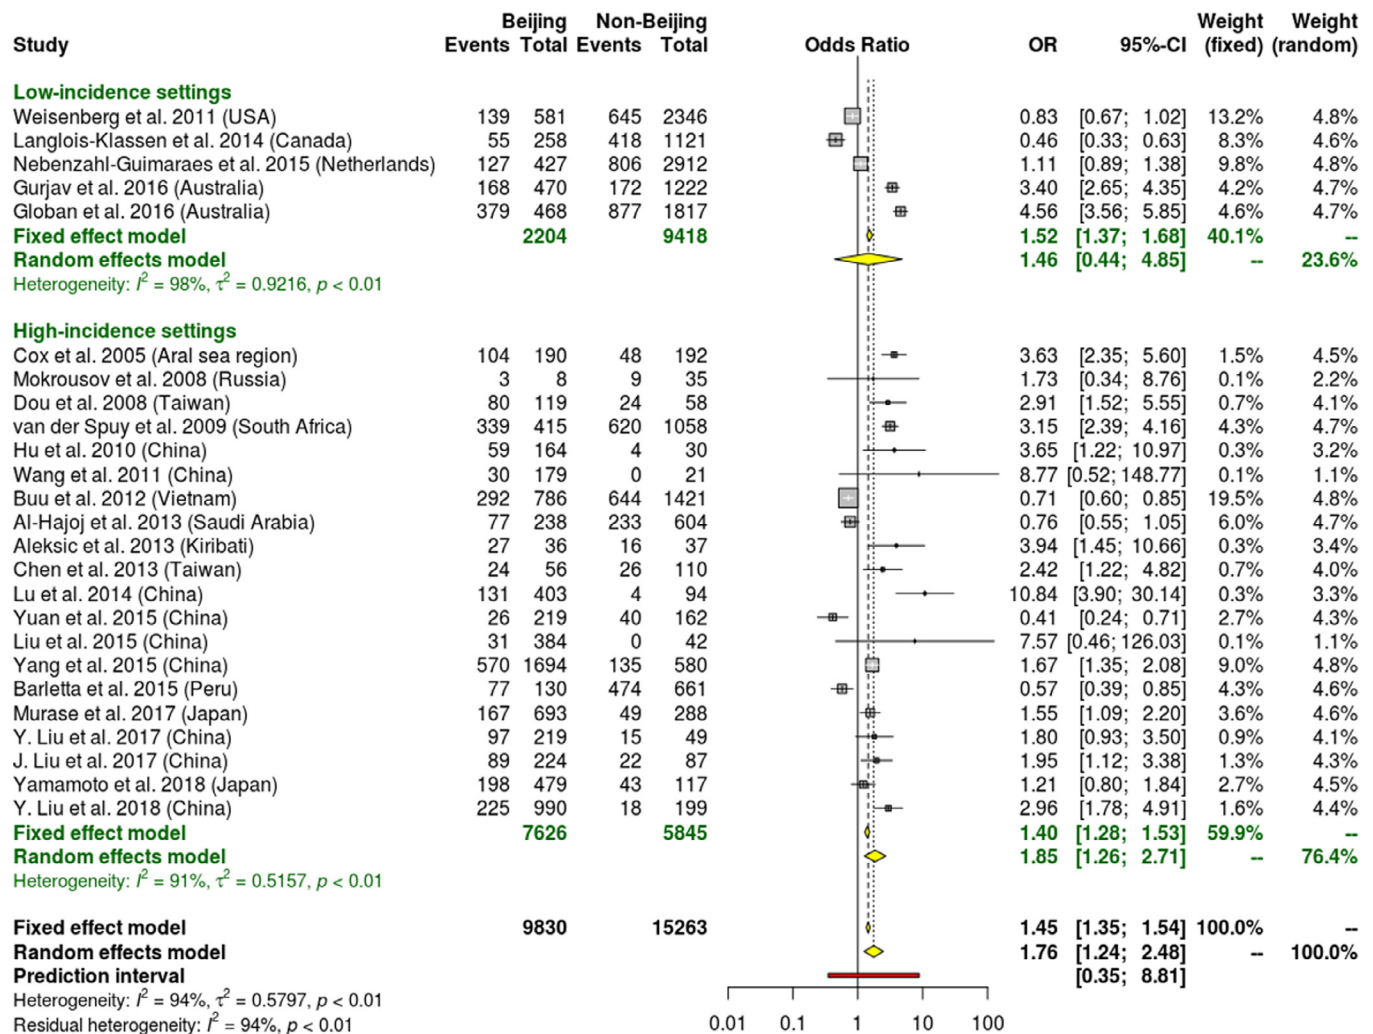 Beijing Non-Beijing Weight Weight
Study Events Total Events Total Odds Ratio OR 95%-CI (fixed) (random)
Low-incidence settings
Weisenberg et al. 2011 (USA) 139 581 645 2346 0.83 [0.67; 1.02] 13.2% 4.8%
Langlois-Klassen et al. 2014 (Canada) 55 258 418 1121 0.46 [0.33; 0.63] 8.3% 4.6%
Nebenzahl-Guimaraes et al. 2015 (Netherlands) 127 427 806 2912 1.11 [0.89; 1.38] 9.8% 4.8%
Gurjav et al. 2016 (Australia) 168 470 172 1222 3.40 [2.65; 4.35] 4.2% 4.7%
Globan et al. 2016 (Australia) 379 468 877 1817 4.56 [3.56; 5.85] 4.6% 4.7%
Fixed effect model 2204 9418 1.52 [1.37; 1.68] 40.1% --
Random effects model 1.46 [0.44; 4.85] -- 23.6%
Heterogeneity: I² = 98%, τ² = 0.9216, p < 0.01
High-incidence settings
Cox et al. 2005 (Aral sea region) 104 190 48 192 3.63 [2.35; 5.60] 1.5% 4.5%
Mokrousov et al. 2008 (Russia) 3 8 9 35 1.73 [0.34; 8.76] 0.1% 2.2%
Dou et al. 2008 (Taiwan) 80 119 24 58 2.91 [1.52; 5.55] 0.7% 4.1%
van der Spuy et al. 2009 (South Africa) 339 415 620 1058 3.15 [2.39; 4.16] 4.3% 4.7%
Hu et al. 2010 (China) 59 164 4 30 3.65 [1.22; 10.97] 0.3% 3.2%
Wang et al. 2011 (China) 30 179 0 21 8.77 [0.52; 148.77] 0.1% 1.1%
Buu et al. 2012 (Vietnam) 292 786 644 1421 0.71 [0.60; 0.85] 19.5% 4.8%
Al-Hajoj et al. 2013 (Saudi Arabia) 77 238 233 604 0.76 [0.55; 1.05] 6.0% 4.7%
Aleksic et al. 2013 (Kiribati) 27 36 16 37 3.94 [1.45; 10.66] 0.3% 3.4%
Chen et al. 2013 (Taiwan) 24 56 26 110 2.42 [1.22; 4.82] 0.7% 4.0%
Lu et al. 2014 (China) 131 403 4 94 10.84 [3.90; 30.14] 0.3% 3.3%
Yuan et al. 2015 (China) 26 219 40 162 0.41 [0.24; 0.71] 2.7% 4.3%
Liu et al. 2015 (China) 31 384 0 42 7.57 [0.46; 126.03] 0.1% 1.1%
Yang et al. 2015 (China) 570 1694 135 580 1.67 [1.35; 2.08] 9.0% 4.8%
Barletta et al. 2015 (Peru) 77 130 474 661 0.57 [0.39; 0.85] 4.3% 4.6%
Murase et al. 2017 (Japan) 167 693 49 288 1.55 [1.09; 2.20] 3.6% 4.6%
Y. Liu et al. 2017 (China) 97 219 15 49 1.80 [0.93; 3.50] 0.9% 4.1%
J. Liu et al. 2017 (China) 89 224 22 87 1.95 [1.12; 3.38] 1.3% 4.3%
Yamamoto et al. 2018 (Japan) 198 479 43 117 1.21 [0.80; 1.84] 2.7% 4.5%
Y. Liu et al. 2018 (China) 225 990 18 199 2.96 [1.78; 4.91] 1.6% 4.4%
Fixed effect model 7626 5845 1.40 [1.28; 1.53] 59.9% --
Random effects model 1.85 [1.26; 2.71] -- 76.4%
Heterogeneity: I² = 91%, τ² = 0.5157, p < 0.01
Fixed effect model 9830 15263 1.45 [1.35; 1.54] 100.0% --
Random effects model 1.76 [1.24; 2.48] -- 100.0%
Prediction interval [0.35; 8.81]
Heterogeneity: I² = 94%, τ² = 0.5797, p < 0.01
Residual heterogeneity: I² = 94%, p < 0.01
0.01 0.1 1 10 100